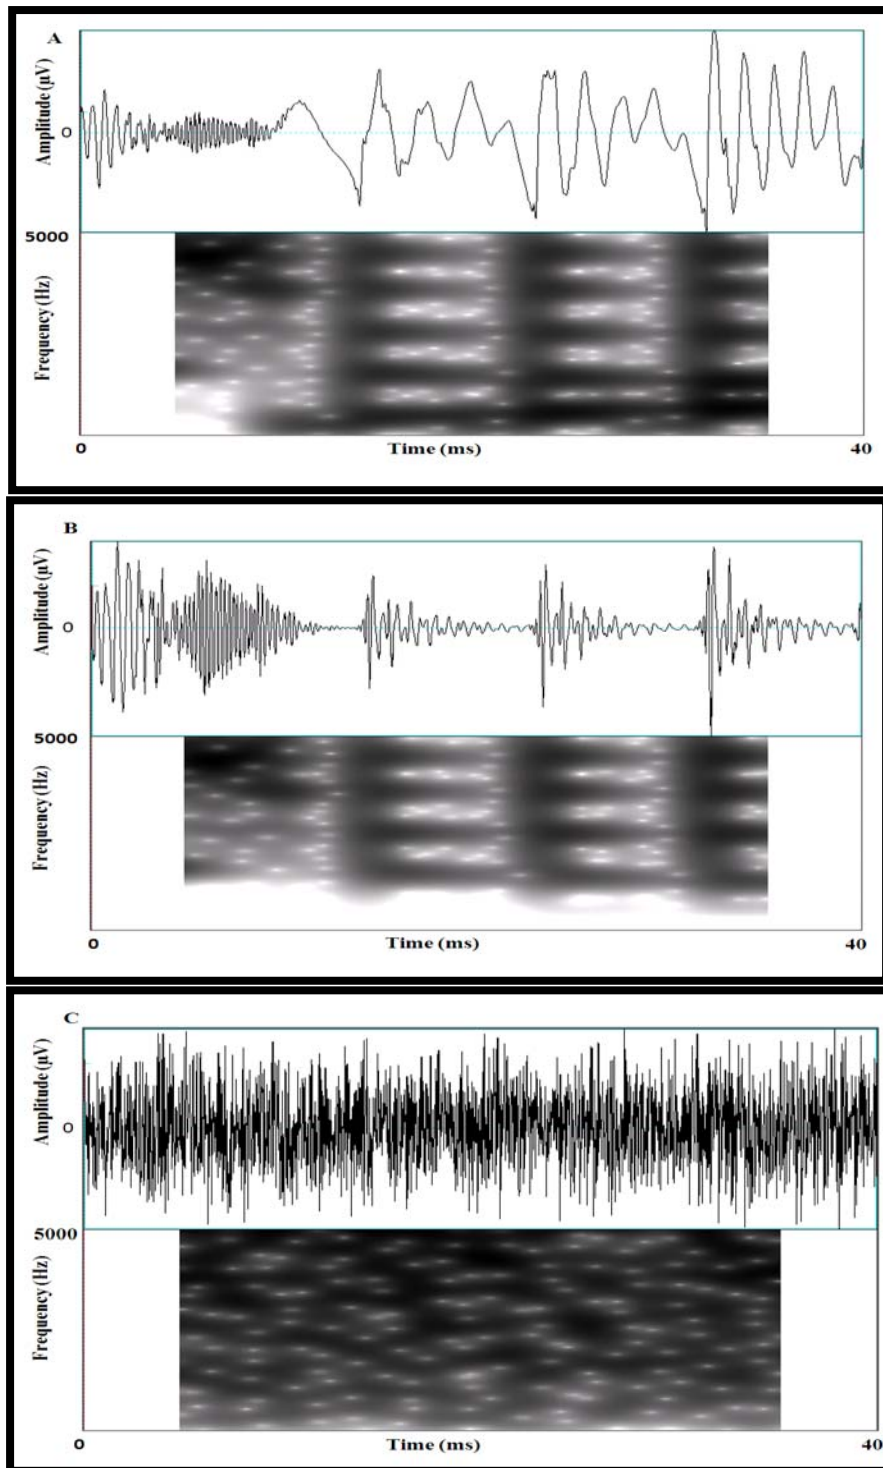 A
Amplitude (µV)
0
5000
Frequency (Hz)
0
Time (ms)
40
B
Amplitude (µV)
0
5000
Frequency (Hz)
0
Time (ms)
40
C
Amplitude (µV)
0
5000
Frequency (Hz)
0
Time (ms)
40